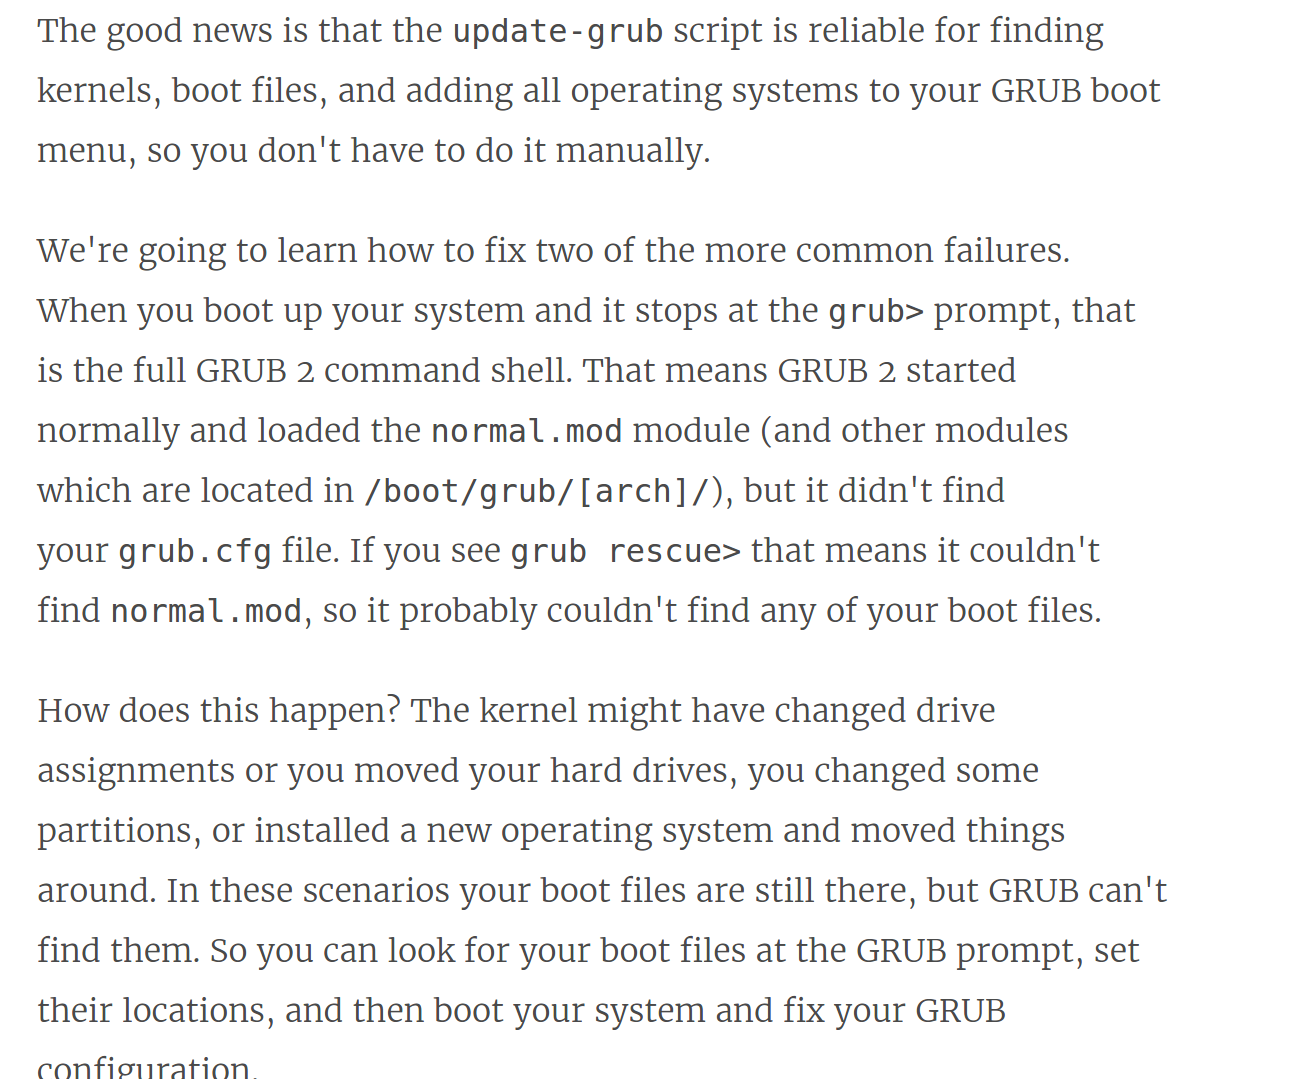 The good news is that the update-grub script is reliable for finding
kernels, boot files, and adding all operating systems to your GRUB boot
menu, so you don't have to do it manually.
We're going to learn how to fix two of the more common failures.
When you boot up your system and it stops at the grub> prompt, that
is the full GRUB 2 command shell. That means GRUB 2 started
normally and loaded the normal.mod module (and other modules
which are located in /boot/grub/[arch]/), but it didn't find
your grub.cfg file. If you see grub rescue> that means it couldn't
find normal.mod, so it probably couldn't find any of your boot files.
How does this happen? The kernel might have changed drive
assignments or you moved your hard drives, you changed some
partitions, or installed a new operating system and moved things
around. In these scenarios your boot files are still there, but GRUB can't
find them. So you can look for your boot files at the GRUB prompt, set
their locations, and then boot your system and fix your GRUB
configuration.